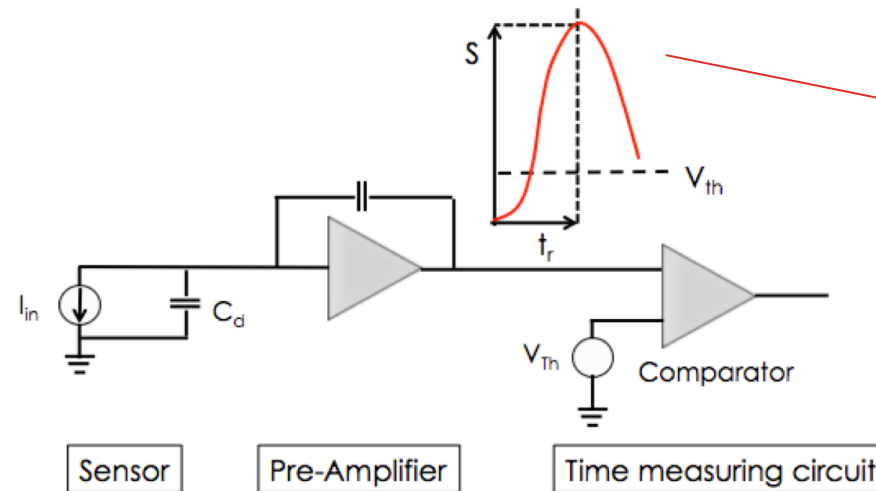 S
V_th
t_r
I_in
C_d
V_Th
Comparator
Sensor
Pre-Amplifier
Time measuring circuit